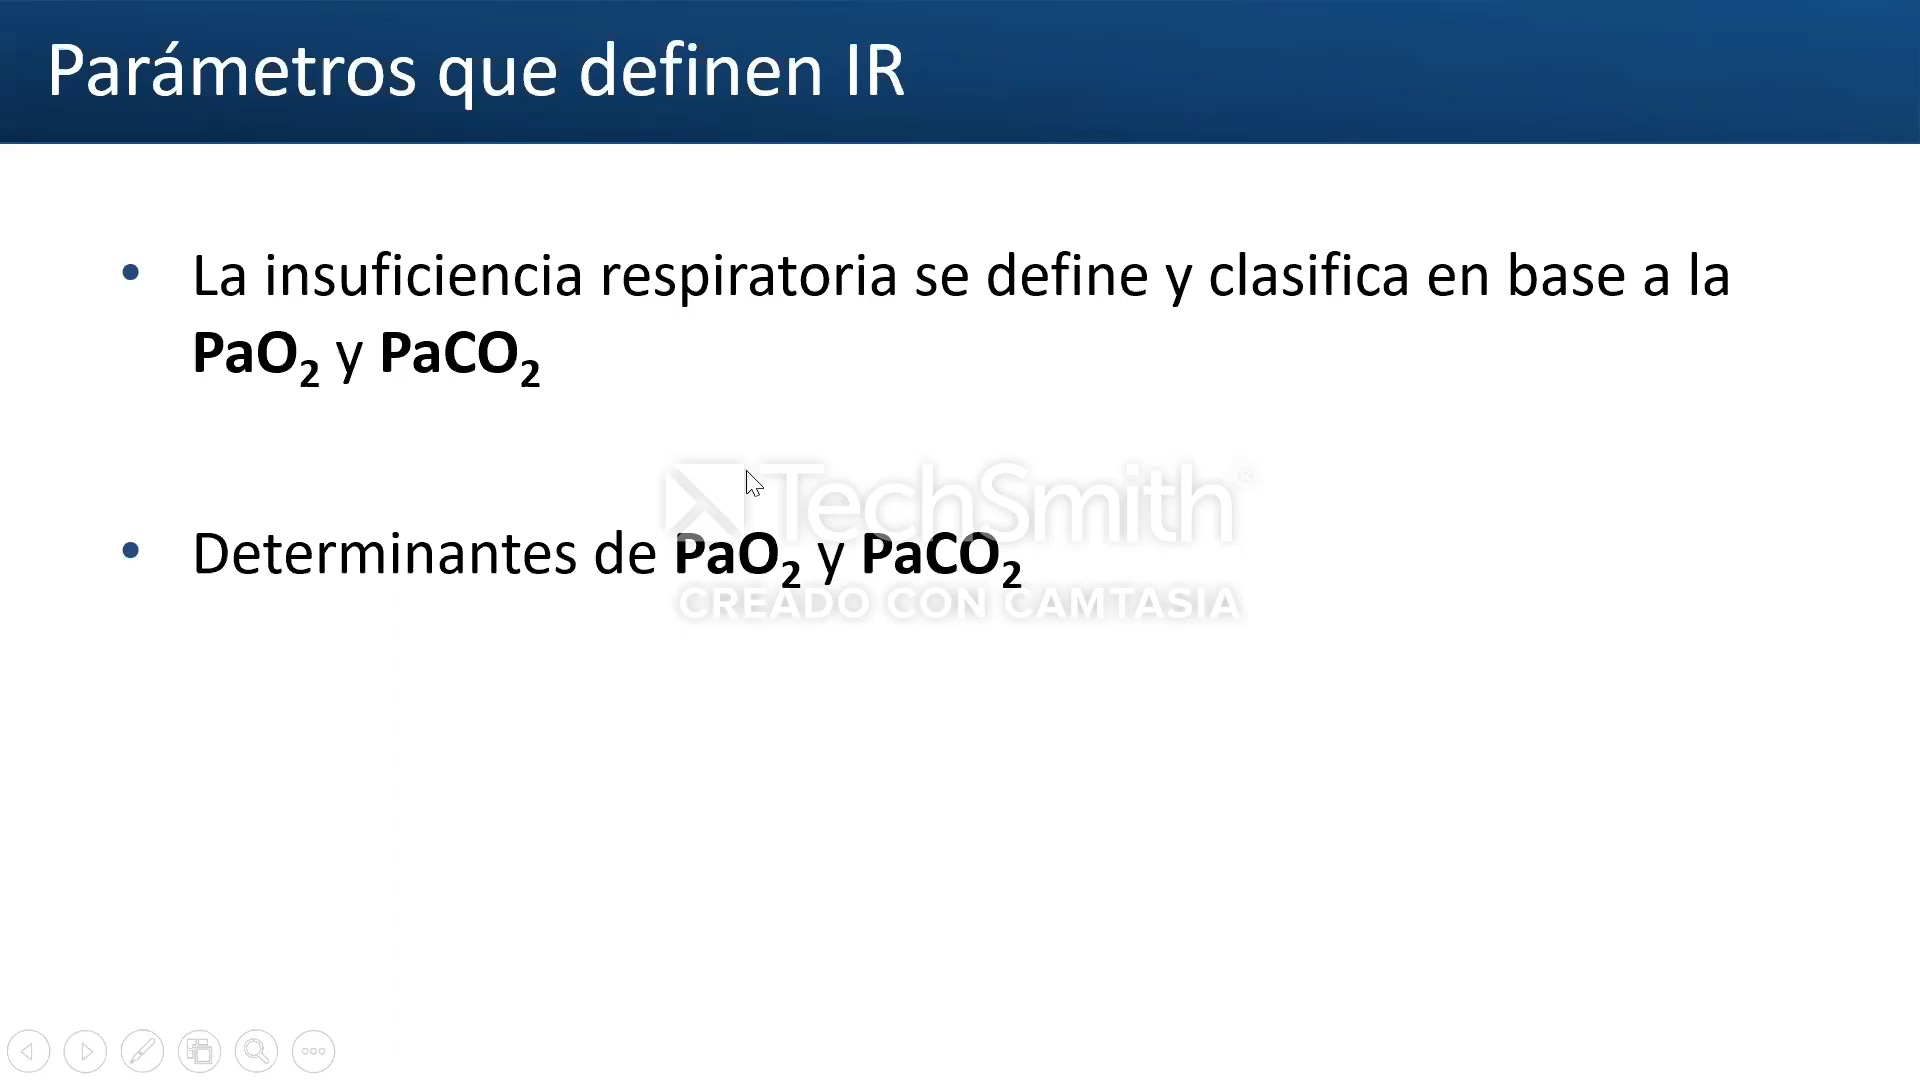 Parámetros que definen IR
• La insuficiencia respiratoria se define y clasifica en base a la
PaO₂ y PaCO₂
TechSmith®
• Determinantes de PaO₂ y PaCO₂
CREADO CON CAMTASIA